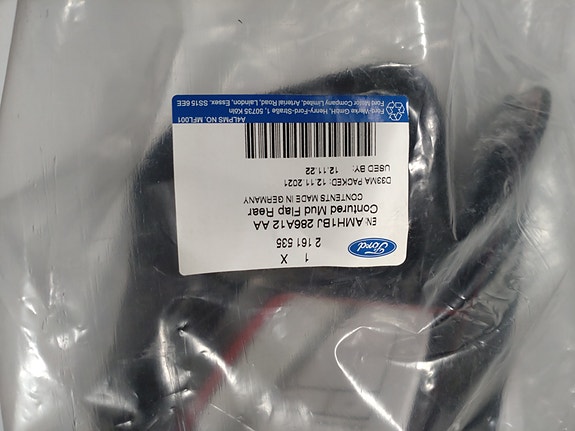 1 X
Ford
2 161 535
EN: AMH1BJ 286A12 AA
Contured Mud Flap Rear
CONTENTS MADE IN GERMANY
D33MA PACKED: 12.11.2021
USED BY: 12.11.22
AALPMS NO. MFL001
Ford-Werke GmbH, Henry-Ford-Straße 1, 50735 Köln
Ford Motor Company Limited, Arterial Road, Laindon, Essex. SS15 6EE